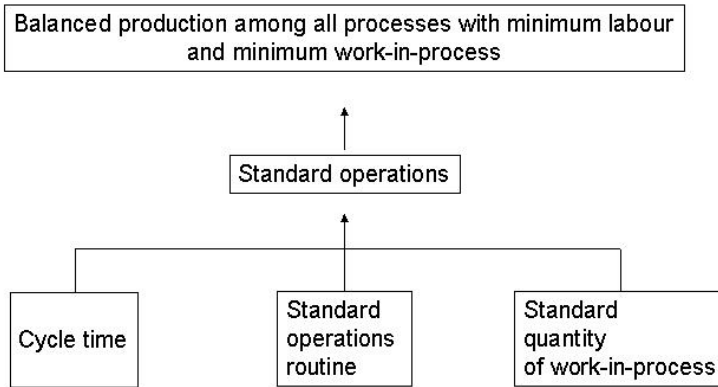 Balanced production among all processes with minimum labour
and minimum work-in-process
Standard operations
Cycle time
Standard
operations
routine
Standard
quantity
of work-in-process